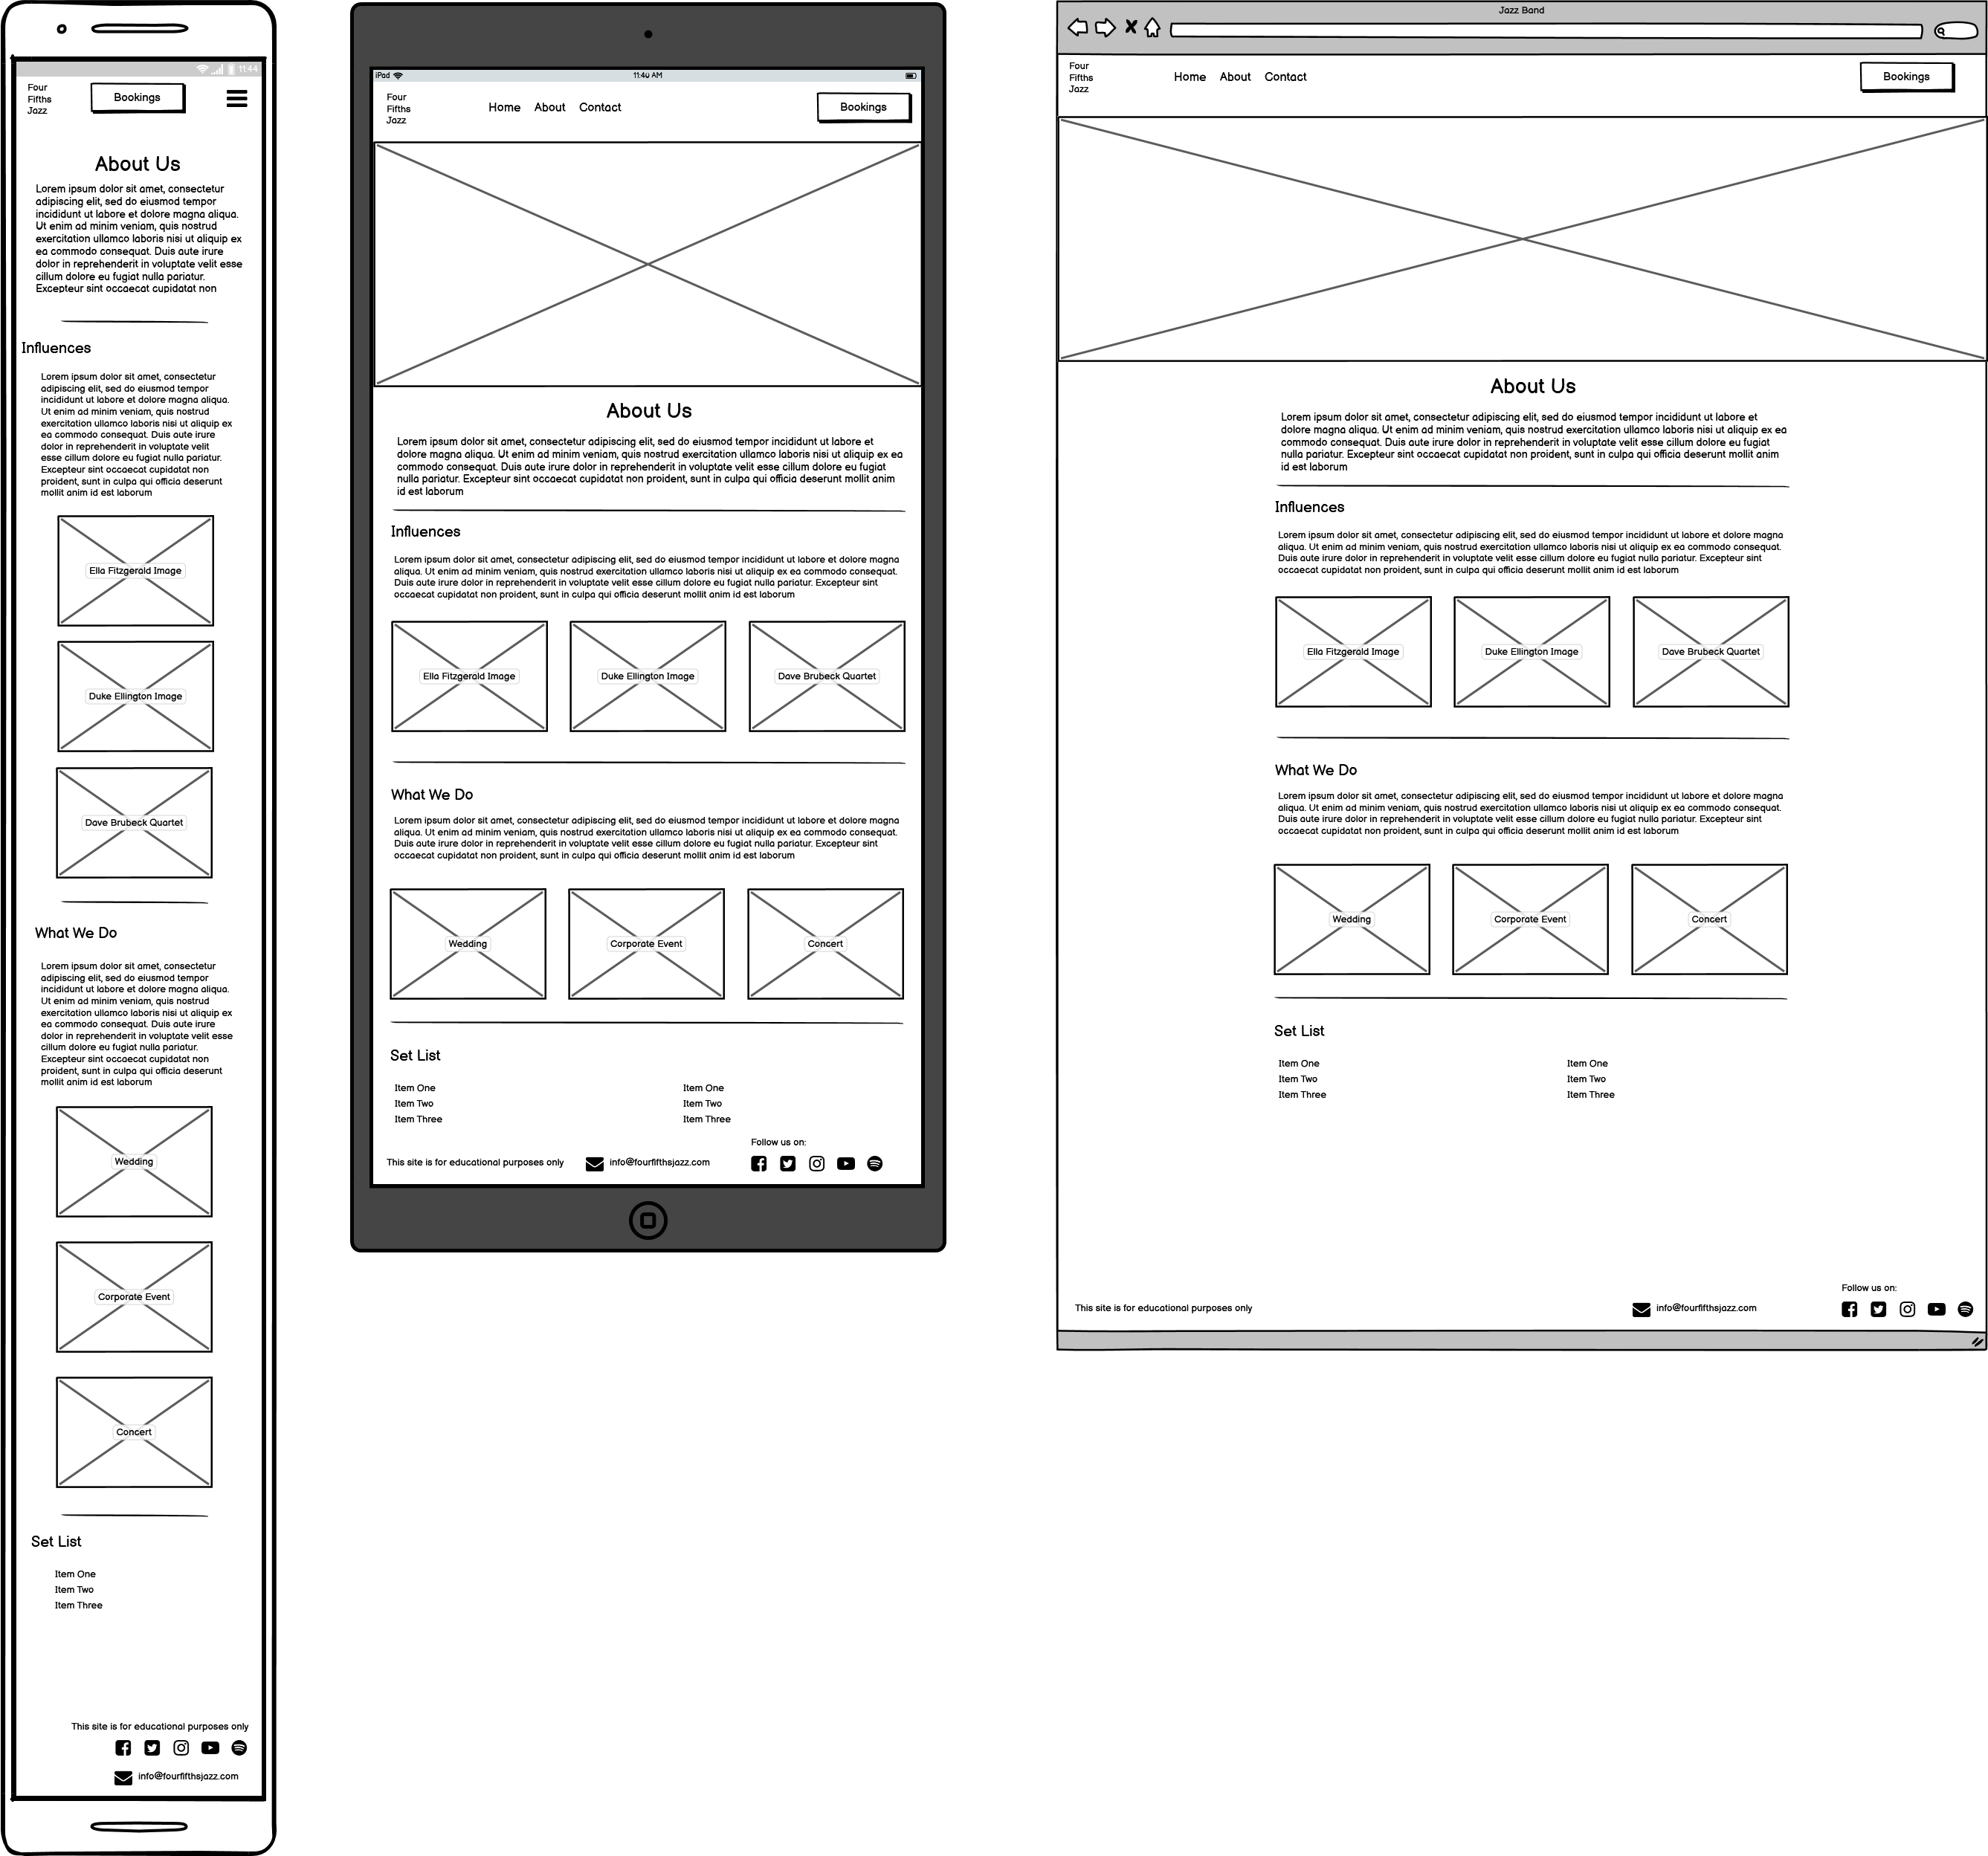 11:44
Four
Fifths
Jazz
Bookings
About Us
Lorem ipsum dolor sit amet, consectetur
adipiscing elit, sed do eiusmod tempor
incididunt ut labore et dolore magna aliqua.
Ut enim ad minim veniam, quis nostrud
exercitation ullamco laboris nisi ut aliquip ex
ea commodo consequat. Duis aute irure
dolor in reprehenderit in voluptate velit esse
cillum dolore eu fugiat nulla pariatur.
Excepteur sint occaecat cupidatat non
Influences
Lorem ipsum dolor sit amet, consectetur
adipiscing elit, sed do eiusmod tempor
incididunt ut labore et dolore magna aliqua.
Ut enim ad minim veniam, quis nostrud
exercitation ullamco laboris nisi ut aliquip ex
ea commodo consequat. Duis aute irure
dolor in reprehenderit in voluptate velit
esse cillum dolore eu fugiat nulla pariatur.
Excepteur sint occaecat cupidatat non
proident, sunt in culpa qui officia deserunt
mollit anim id est laborum
Ella Fitzgerald Image
Duke Ellington Image
Dave Brubeck Quartet
What We Do
Lorem ipsum dolor sit amet, consectetur
adipiscing elit, sed do eiusmod tempor
incididunt ut labore et dolore magna aliqua.
Ut enim ad minim veniam, quis nostrud
exercitation ullamco laboris nisi ut aliquip ex
ea commodo consequat. Duis aute irure
dolor in reprehenderit in voluptate velit esse
cillum dolore eu fugiat nulla pariatur.
Excepteur sint occaecat cupidatat non
proident, sunt in culpa qui officia deserunt
mollit anim id est laborum
Wedding
Corporate Event
Concert
Set List
Item One
Item Two
Item Three
This site is for educational purposes only
info@fourfifthsjazz.com
iPad
11:40 AM
Four
Fifths
Jazz
Home About Contact
Bookings
About Us
Lorem ipsum dolor sit amet, consectetur adipiscing elit, sed do eiusmod tempor incididunt ut labore et
dolore magna aliqua. Ut enim ad minim veniam, quis nostrud exercitation ullamco laboris nisi ut aliquip ex ea
commodo consequat. Duis aute irure dolor in reprehenderit in voluptate velit esse cillum dolore eu fugiat
nulla pariatur. Excepteur sint occaecat cupidatat non proident, sunt in culpa qui officia deserunt mollit anim
id est laborum
Influences
Lorem ipsum dolor sit amet, consectetur adipiscing elit, sed do eiusmod tempor incididunt ut labore et dolore magna
aliqua. Ut enim ad minim veniam, quis nostrud exercitation ullamco laboris nisi ut aliquip ex ea commodo consequat.
Duis aute irure dolor in reprehenderit in voluptate velit esse cillum dolore eu fugiat nulla pariatur. Excepteur sint
occaecat cupidatat non proident, sunt in culpa qui officia deserunt mollit anim id est laborum
Ella Fitzgerald Image Duke Ellington Image Dave Brubeck Quartet
What We Do
Lorem ipsum dolor sit amet, consectetur adipiscing elit, sed do eiusmod tempor incididunt ut labore et dolore magna
aliqua. Ut enim ad minim veniam, quis nostrud exercitation ullamco laboris nisi ut aliquip ex ea commodo consequat.
Duis aute irure dolor in reprehenderit in voluptate velit esse cillum dolore eu fugiat nulla pariatur. Excepteur sint
occaecat cupidatat non proident, sunt in culpa qui officia deserunt mollit anim id est laborum
Wedding Corporate Event Concert
Set List
Item One Item One
Item Two Item Two
Item Three Item Three
Follow us on:
This site is for educational purposes only info@fourfifthsjazz.com
Jazz Band
Four
Fifths
Jazz
Home About Contact
Bookings
About Us
Lorem ipsum dolor sit amet, consectetur adipiscing elit, sed do eiusmod tempor incididunt ut labore et
dolore magna aliqua. Ut enim ad minim veniam, quis nostrud exercitation ullamco laboris nisi ut aliquip ex ea
commodo consequat. Duis aute irure dolor in reprehenderit in voluptate velit esse cillum dolore eu fugiat
nulla pariatur. Excepteur sint occaecat cupidatat non proident, sunt in culpa qui officia deserunt mollit anim
id est laborum
Influences
Lorem ipsum dolor sit amet, consectetur adipiscing elit, sed do eiusmod tempor incididunt ut labore et dolore magna
aliqua. Ut enim ad minim veniam, quis nostrud exercitation ullamco laboris nisi ut aliquip ex ea commodo consequat.
Duis aute irure dolor in reprehenderit in voluptate velit esse cillum dolore eu fugiat nulla pariatur. Excepteur sint
occaecat cupidatat non proident, sunt in culpa qui officia deserunt mollit anim id est laborum
Ella Fitzgerald Image Duke Ellington Image Dave Brubeck Quartet
What We Do
Lorem ipsum dolor sit amet, consectetur adipiscing elit, sed do eiusmod tempor incididunt ut labore et dolore magna
aliqua. Ut enim ad minim veniam, quis nostrud exercitation ullamco laboris nisi ut aliquip ex ea commodo consequat.
Duis aute irure dolor in reprehenderit in voluptate velit esse cillum dolore eu fugiat nulla pariatur. Excepteur sint
occaecat cupidatat non proident, sunt in culpa qui officia deserunt mollit anim id est laborum
Wedding Corporate Event Concert
Set List
Item One Item One
Item Two Item Two
Item Three Item Three
Follow us on:
This site is for educational purposes only info@fourfifthsjazz.com